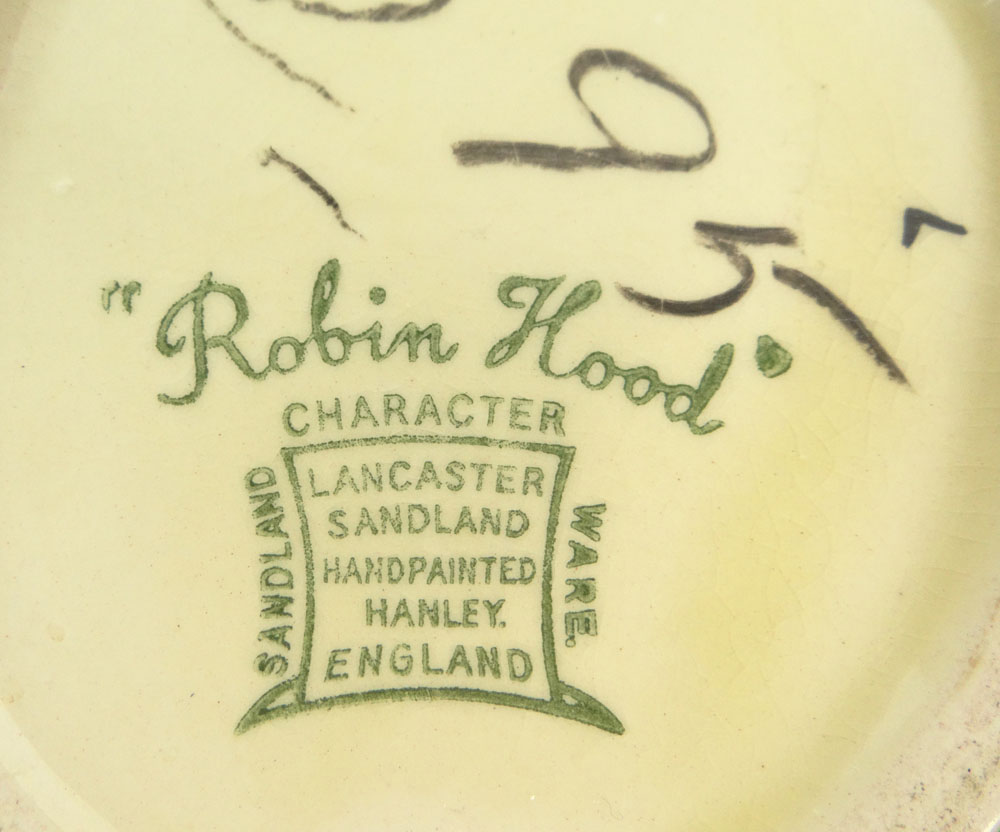 "Robin Hood"
CHARACTER
SANDLAND
LANCASTER
SANDLAND
HANDPAINTED
HANLEY.
ENGLAND
WARE.